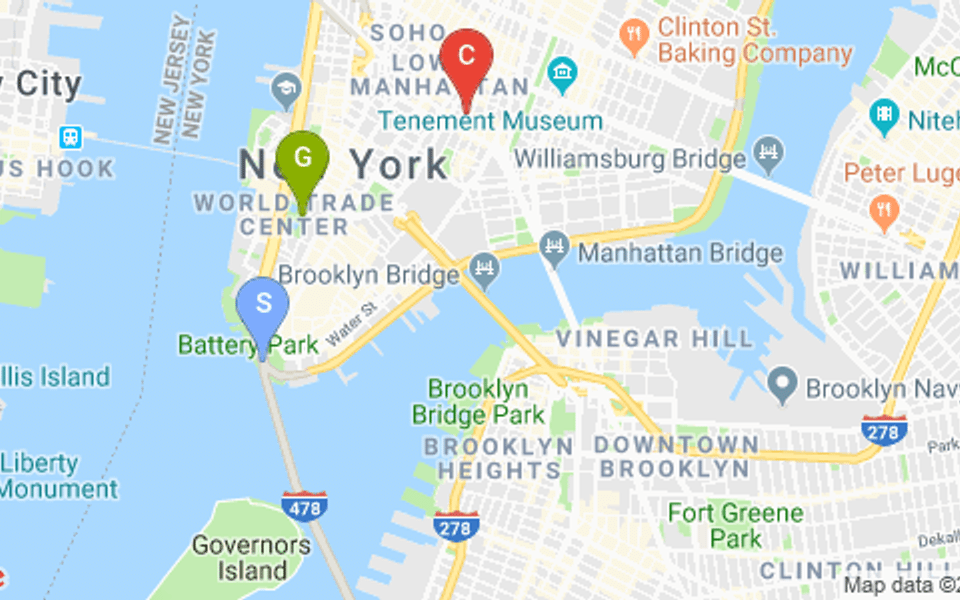 Clinton St.
Baking Company
SOHO
LOW
MANHATTAN
C
NEW JERSEY
NEW YORK
y City
McC
Tenement Museum
Niteh
US HOOK
New York
G
Williamsburg Bridge
Peter Luge
WORLD TRADE
CENTER
Manhattan Bridge
Brooklyn Bridge
WILLIAM
S
Water St
Battery Park
VINEGAR HILL
llis Island
Brooklyn
Bridge Park
Brooklyn Nav
278
BROOKLYN
HEIGHTS
DOWNTOWN
BROOKLYN
Park
Liberty
Monument
478
278
Fort Greene
Park
Governors
Island
Dekalb
CLINTON HILL
Map data ©2